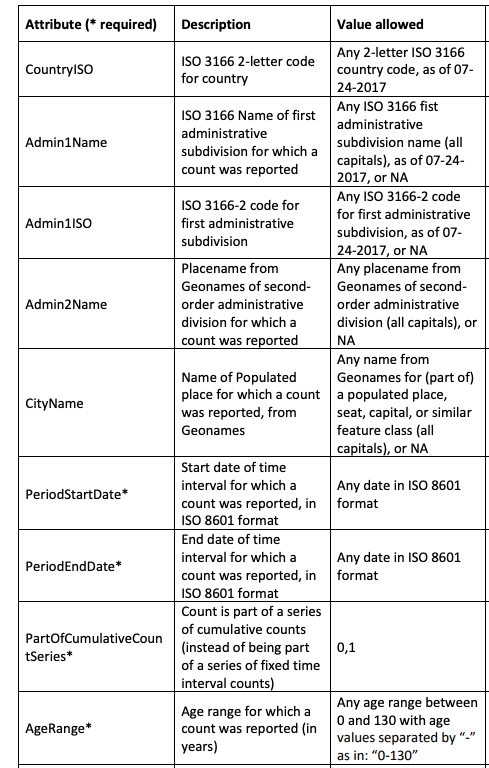 Attribute (* required) Description Value allowed
CountryISO
ISO 3166 2-letter code
for country
Any 2-letter ISO 3166
country code, as of 07-
24-2017
Admin1Name
ISO 3166 Name of first
administrative
subdivision for which a
count was reported
Any ISO 3166 fist
administrative
subdivision name (all
capitals), as of 07-24-
2017, or NA
Admin1ISO
ISO 3166-2 code for
first administrative
subdivision
Any ISO 3166-2 code
for first administrative
subdivision, as of 07-
24-2017, or NA
Admin2Name
Placename from
Geonames of second-
order administrative
division for which a
count was reported
Any placename from
Geonames of second-
order administrative
division (all capitals), or
NA
CityName
Name of Populated
place for which a count
was reported, from
Geonames
Any name from
Geonames for (part of)
a populated place,
seat, capital, or similar
feature class (all
capitals), or NA
PeriodStartDate*
Start date of time
interval for which a
count was reported, in
ISO 8601 format
Any date in ISO 8601
format
PeriodEndDate*
End date of time
interval for which a
count was reported, in
ISO 8601 format
Any date in ISO 8601
format
PartOfCumulativeCoun
tSeries*
Count is part of a series
of cumulative counts
(instead of being part
of a series of fixed time
interval counts)
0,1
AgeRange*
Age range for which a
count was reported (in
years)
Any age range between
0 and 130 with age
values separated by “-”
as in: “0-130”